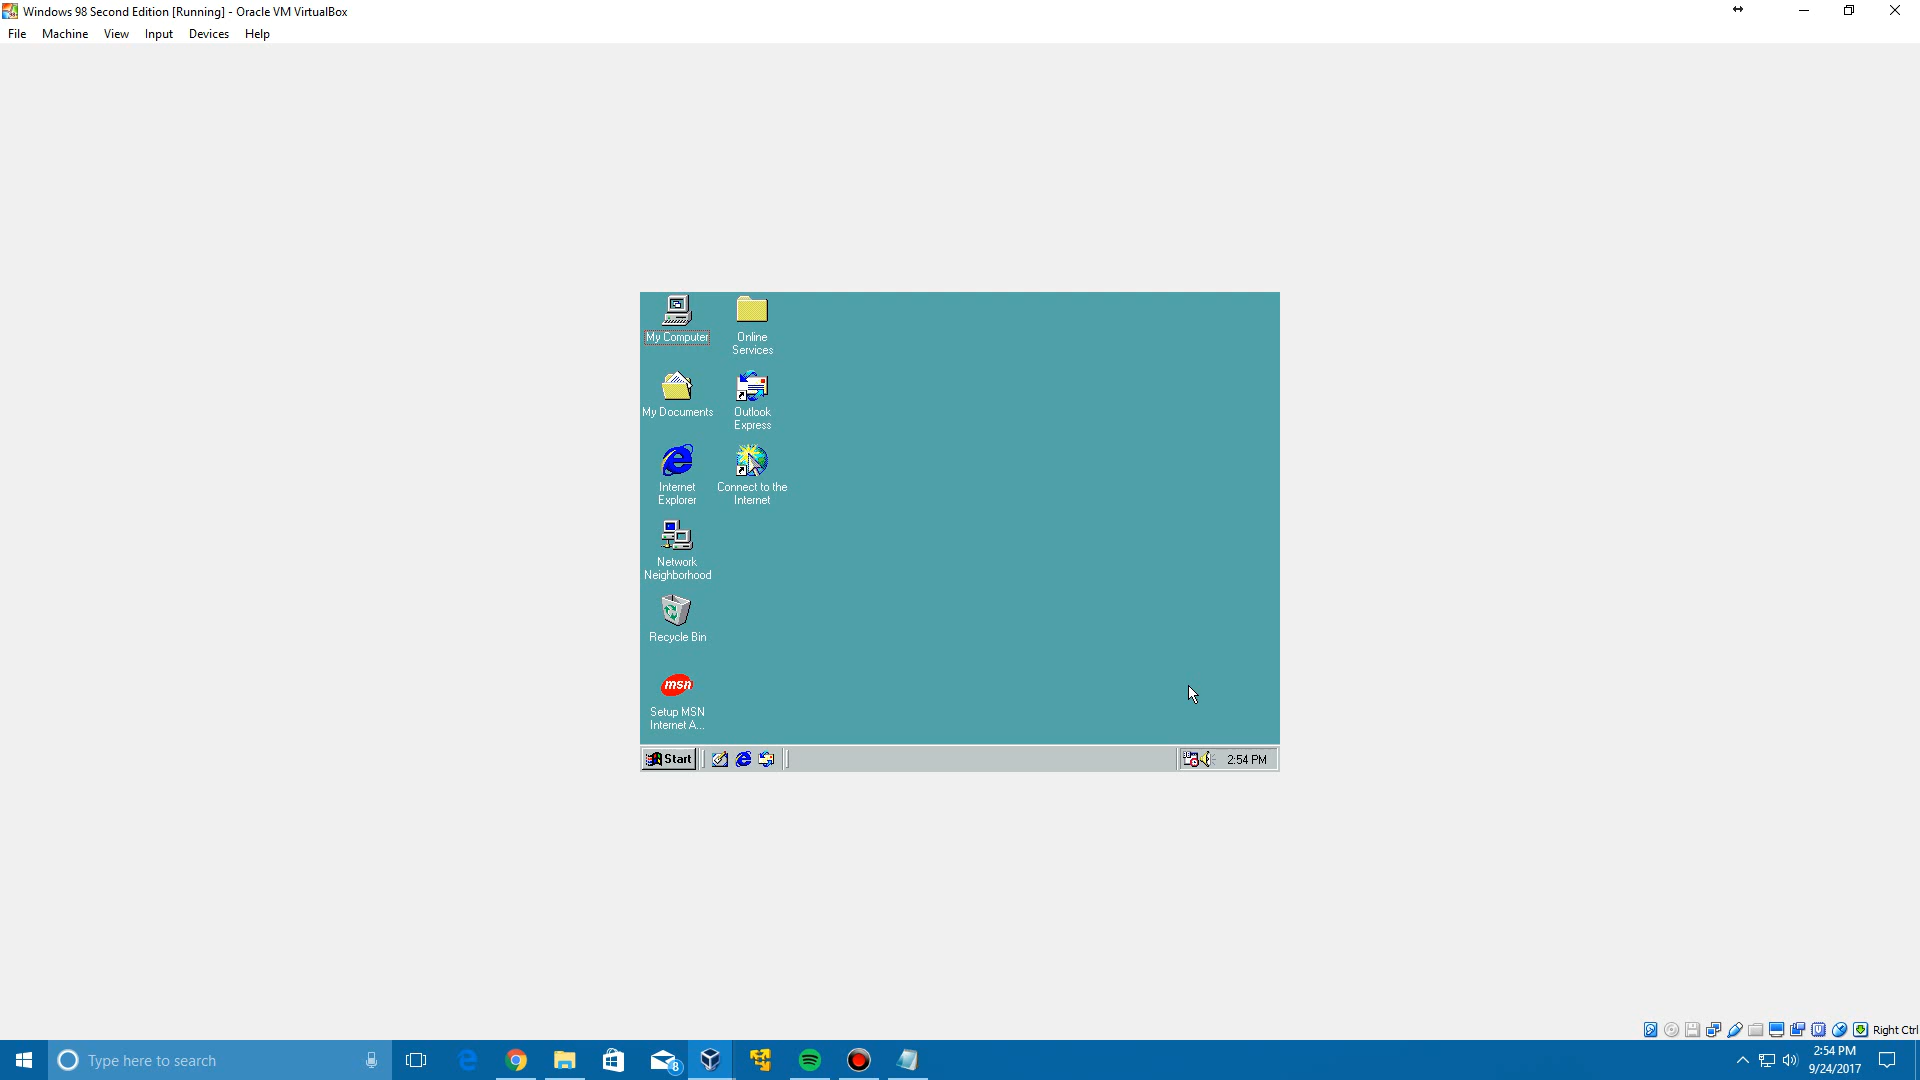 Windows 98 Second Edition [Running] - Oracle VM VirtualBox
File Machine View Input Devices Help
My Computer
Online
Services
My Documents
Outlook
Express
Internet
Explorer
Connect to the
Internet
Network
Neighborhood
Recycle Bin
msn
Setup MSN
Internet A...
Start
2:54 PM
Right Ctrl
Type here to search
8
2:54 PM
9/24/2017